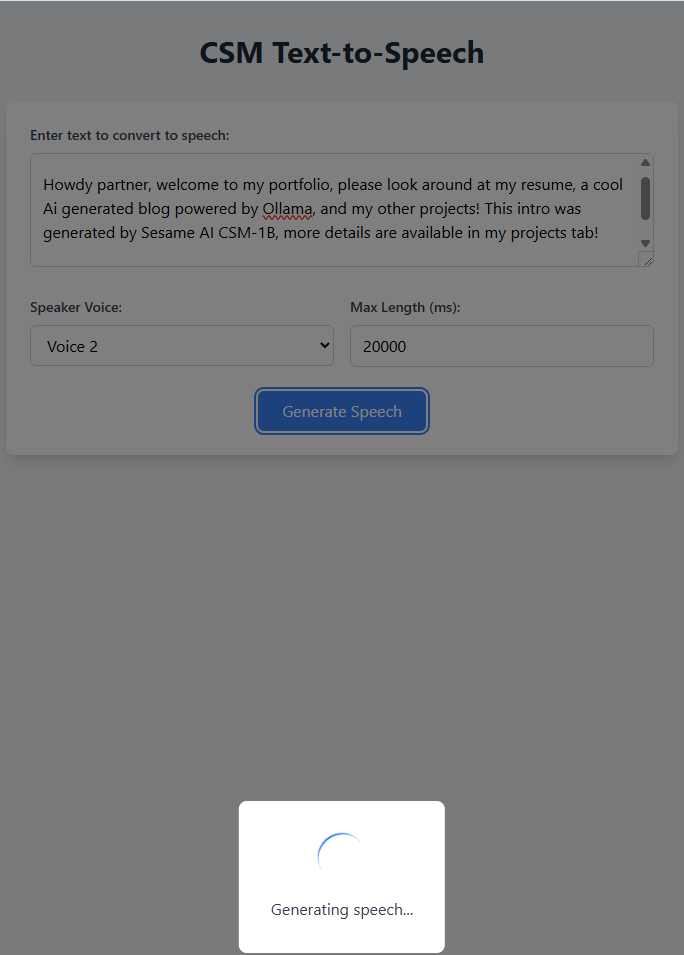 CSM Text-to-Speech
Enter text to convert to speech:
Howdy partner, welcome to my portfolio, please look around at my resume, a cool
Ai generated blog powered by Ollama, and my other projects! This intro was
generated by Sesame AI CSM-1B, more details are available in my projects tab!
Speaker Voice:
Max Length (ms):
Voice 2
20000
Generate Speech
Generating speech...